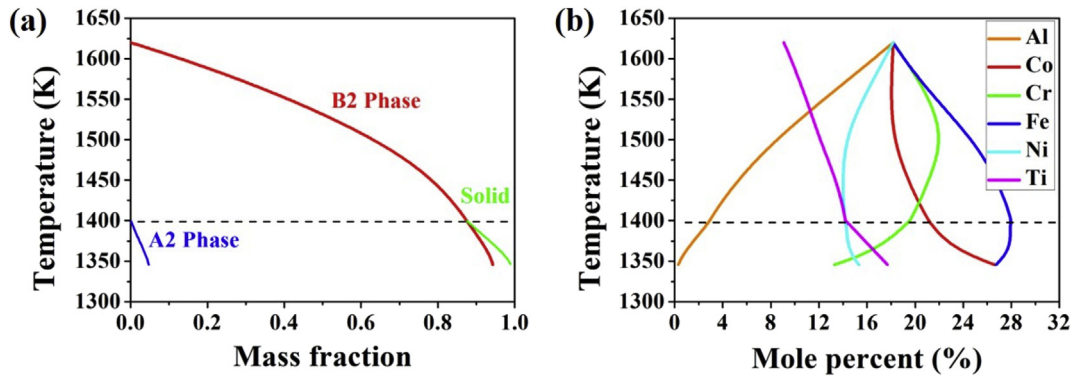 (a)
1650
1600
1550
1500
1450
1400
1350
1300
Temperature (K)
B2 Phase
Solid
A2 Phase
0.0 0.2 0.4 0.6 0.8 1.0
Mass fraction
(b)
1650
1600
1550
1500
1450
1400
1350
1300
Temperature (K)
Al
Co
Cr
Fe
Ni
Ti
0 4 8 12 16 20 24 28 32
Mole percent (%)